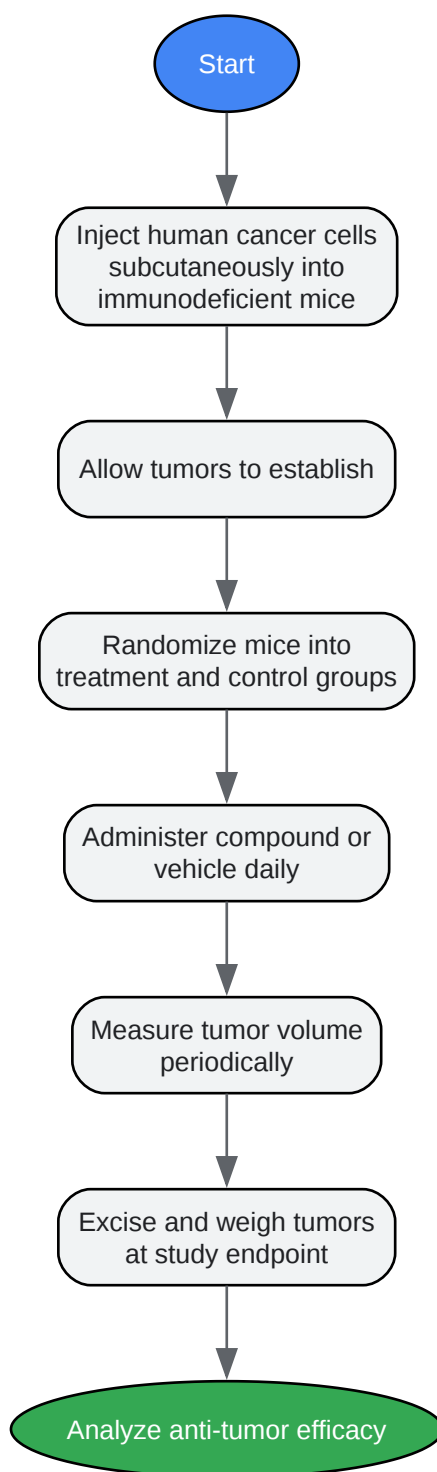 Start
Inject human cancer cells
subcutaneously into
immunodeficient mice
Allow tumors to establish
Randomize mice into
treatment and control groups
Administer compound or
vehicle daily
Measure tumor volume
periodically
Excise and weigh tumors
at study endpoint
Analyze anti-tumor efficacy